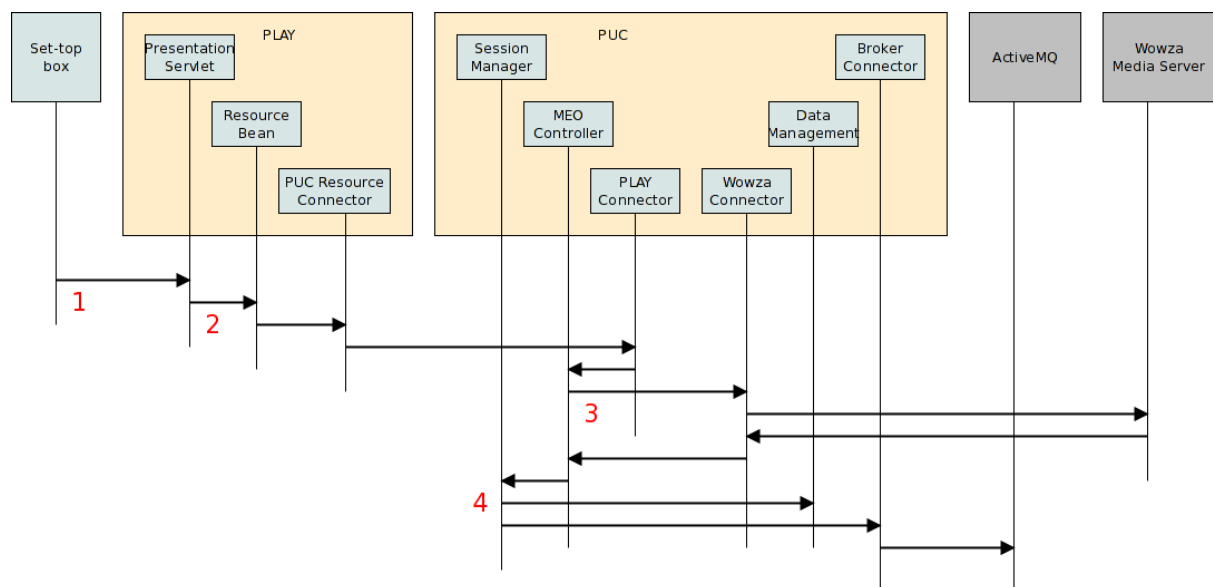 PLAY
PUC
Set-top
box
Presentation
Servlet
Session
Manager
Broker
Connector
ActiveMQ
Wowza
Media Server
Resource
Bean
MEO
Controller
Data
Management
PUC Resource
Connector
PLAY
Connector
Wowza
Connector
1
2
3
4